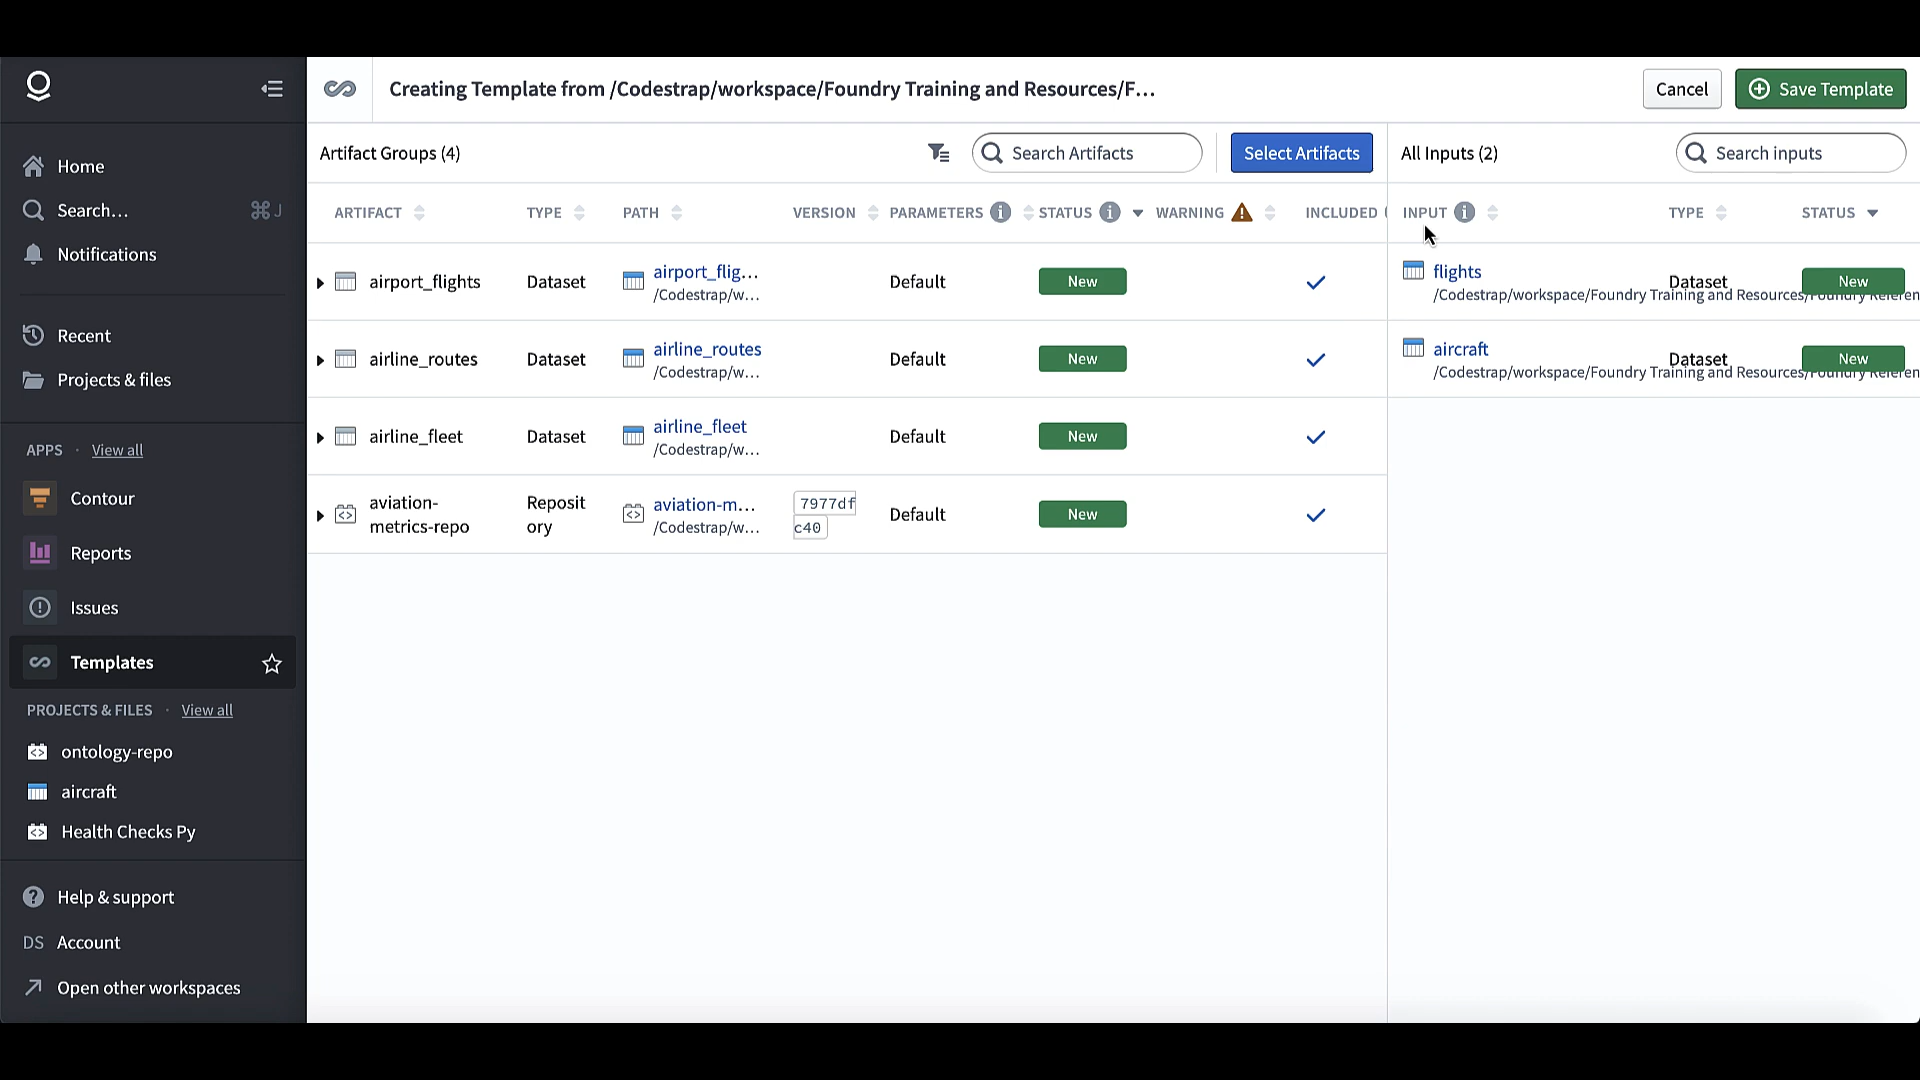 Creating Template from /Codestrap/workspace/Foundry Training and Resources/F...
Cancel
Save Template
Home
Search...
⌘ J
Notifications
Recent
Projects & files
APPS · View all
Contour
Reports
Issues
Templates
PROJECTS & FILES · View all
ontology-repo
aircraft
Health Checks Py
Help & support
DS Account
Open other workspaces
Artifact Groups (4)
Search Artifacts
Select Artifacts
ARTIFACT TYPE PATH VERSION PARAMETERS STATUS WARNING INCLUDED
airport_flights Dataset airport_flig... Default New
/Codestrap/w...
airline_routes Dataset airline_routes Default New
/Codestrap/w...
airline_fleet Dataset airline_fleet Default New
/Codestrap/w...
aviation- Reposit aviation-m... 7977df Default New
metrics-repo ory /Codestrap/w... c40
All Inputs (2)
Search inputs
INPUT TYPE STATUS
flights Dataset New
/Codestrap/workspace/Foundry Training and Resources/Foundry Referen
aircraft Dataset New
/Codestrap/workspace/Foundry Training and Resources/Foundry Referen